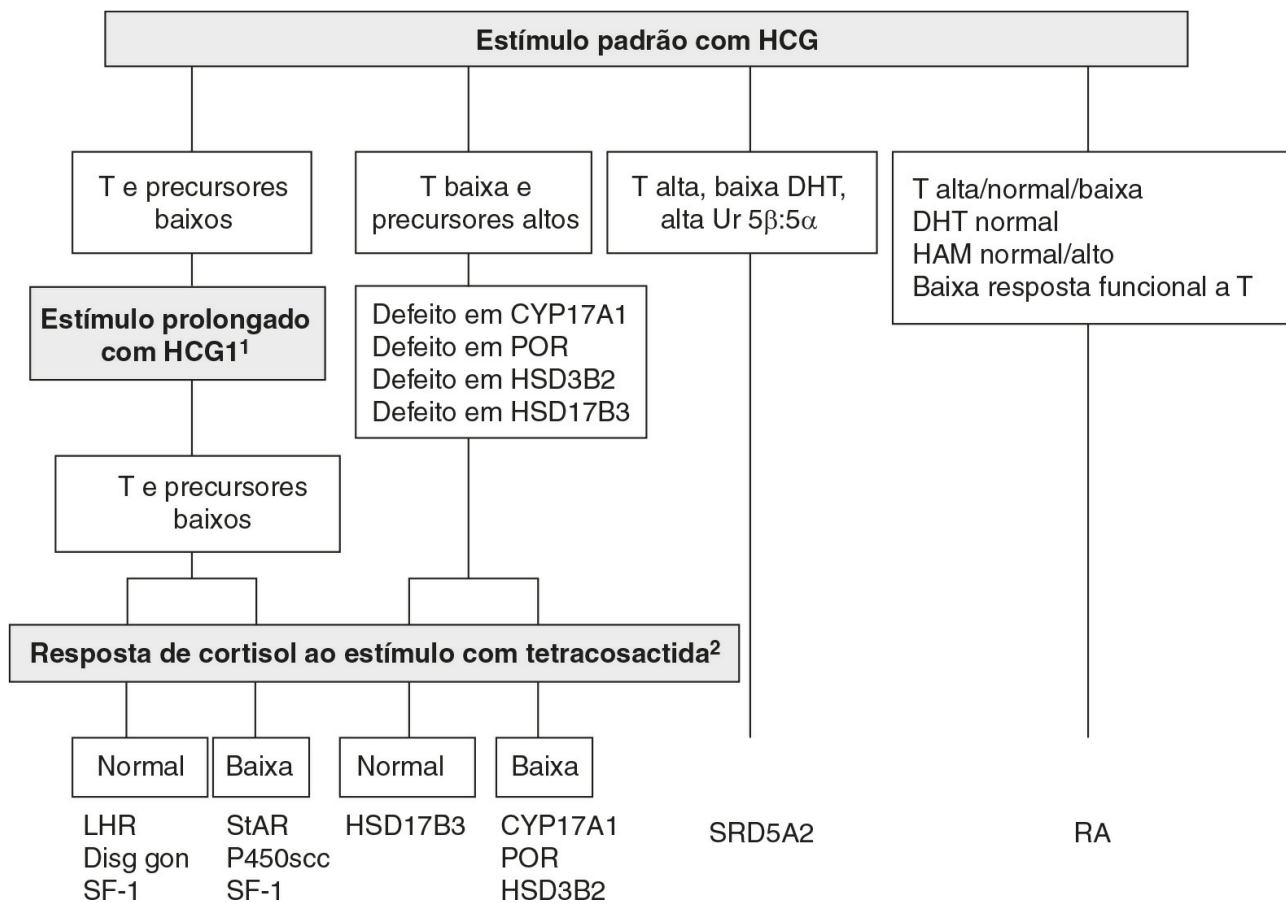 Estímulo padrão com HCG
T e precursores
baixos
T baixa e
precursores altos
T alta, baixa DHT,
alta Ur 5β:5α
T alta/normal/baixa
DHT normal
HAM normal/alto
Baixa resposta funcional a T
Estímulo prolongado
com HCG1¹
Defeito em CYP17A1
Defeito em POR
Defeito em HSD3B2
Defeito em HSD17B3
T e precursores
baixos
Resposta de cortisol ao estímulo com tetracosactida²
Normal
Baixa
Normal
Baixa
LHR
Disg gon
SF-1
StAR
P450scc
SF-1
HSD17B3
CYP17A1
POR
HSD3B2
SRD5A2
RA